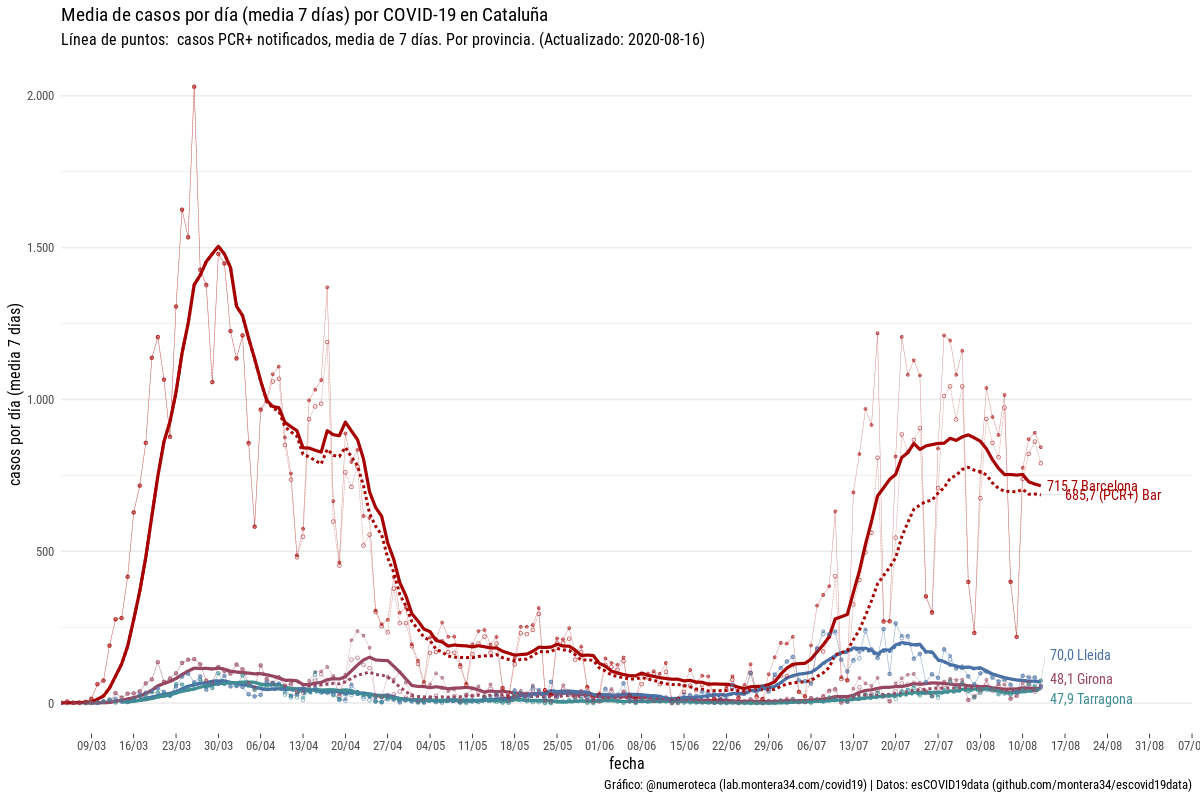 Media de casos por día (media 7 días) por COVID-19 en Cataluña
Línea de puntos:  casos PCR+ notificados, media de 7 días. Por provincia. (Actualizado: 2020-08-16)
casos por día (media 7 días)
2.000
1.500
1.000
500
0
715,7 Barcelona
685,7 (PCR+) Bar
70,0 Lleida
48,1 Girona
47,9 Tarragona
09/03 16/03 23/03 30/03 06/04 13/04 20/04 27/04 04/05 11/05 18/05 25/05 01/06 08/06 15/06 22/06 29/06 06/07 13/07 20/07 27/07 03/08 10/08 17/08 24/08 31/08 07/0
fecha
Gráfico: @numeroteca (lab.montera34.com/covid19) | Datos: esCOVID19data (github.com/montera34/escovid19data)